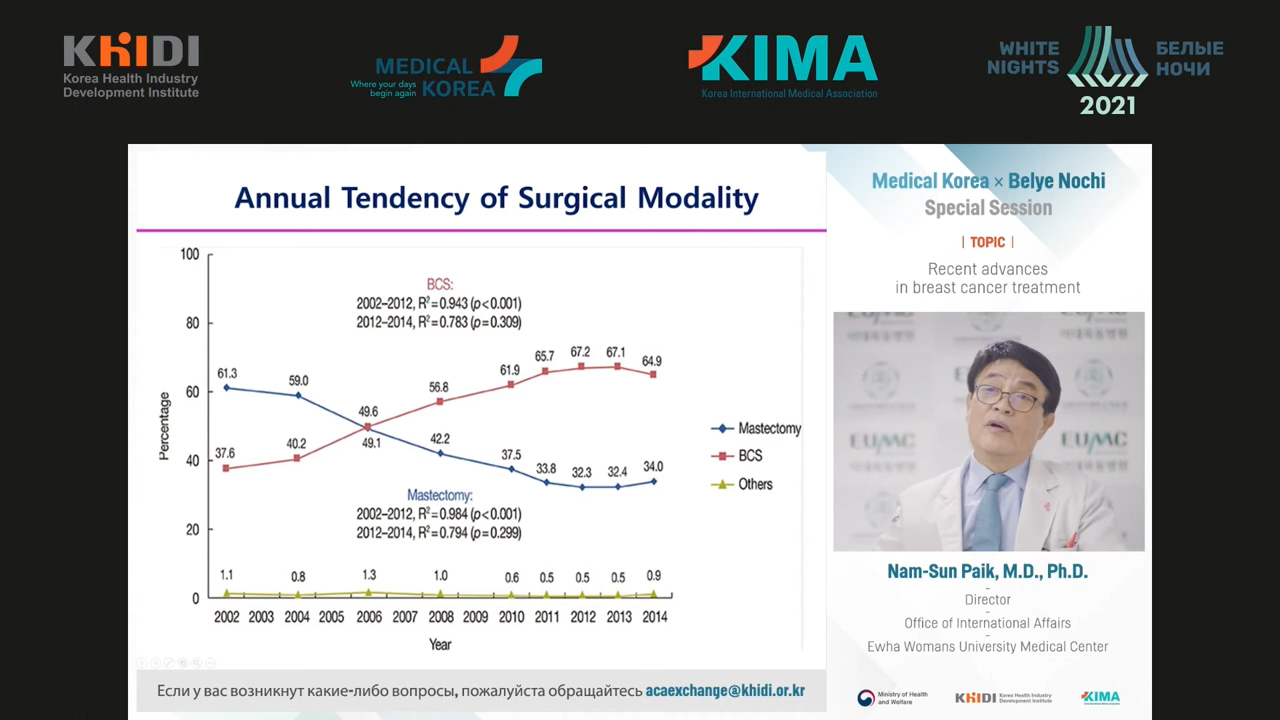 KHIDI
Korea Health Industry
Development Institute
MEDICAL
KOREA
Where your days
begin again
KIMA
Korea International Medical Association
WHITE
NIGHTS
БЕЛЫЕ
НОЧИ
2021
Annual Tendency of Surgical Modality
100
80
60
40
20
0
Percentage
BCS:
2002–2012, R²=0.943 (p<0.001)
2012–2014, R²=0.783 (p=0.309)
61.3
59.0
49.6
56.8
61.9
65.7
67.2
67.1
64.9
37.6
40.2
49.1
42.2
37.5
33.8
32.3
32.4
34.0
Mastectomy
BCS
Others
Mastectomy:
2002–2012, R²=0.984 (p<0.001)
2012–2014, R²=0.794 (p=0.299)
1.1
0.8
1.3
1.0
0.6
0.5
0.5
0.5
0.9
2002 2003 2004 2005 2006 2007 2008 2009 2010 2011 2012 2013 2014
Year
Если у вас возникнут какие-либо вопросы, пожалуйста обращайтесь acaexchange@khidi.or.kr
Medical Korea × Belye Nochi
Special Session
| TOPIC |
Recent advances
in breast cancer treatment
EUMC
EUMC
Nam-Sun Paik, M.D., Ph.D.
Director
Office of International Affairs
Ewha Womans University Medical Center
Ministry of Health
and Welfare
KHIDI
Korea Health Industry
Development Institute
KIMA